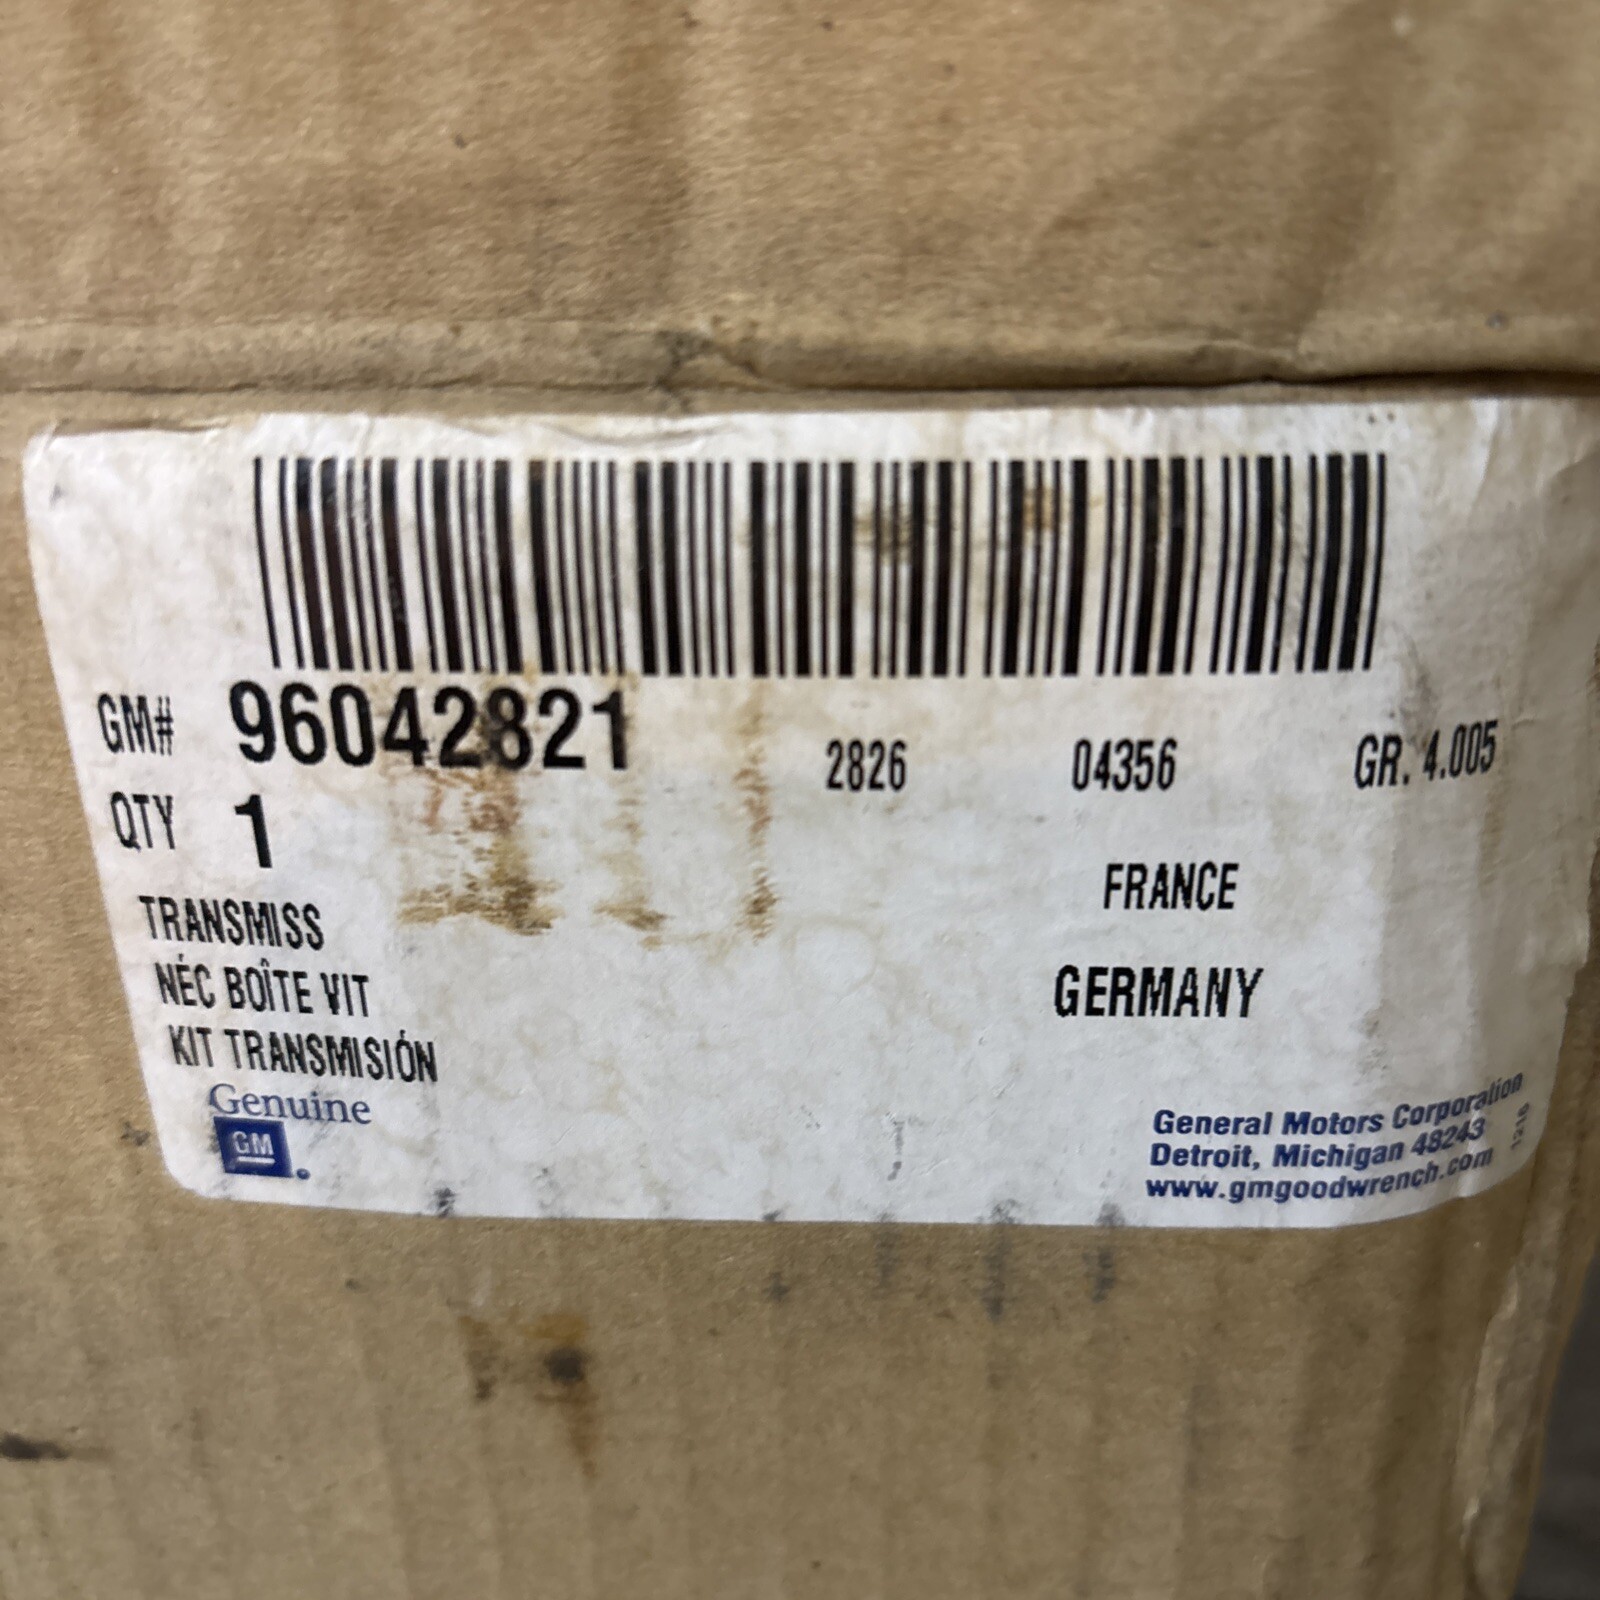 GM# 96042821 2826 04356 GR. 4.005
QTY 1
FRANCE
TRANSMISS
NÉC BOÎTE VIT
GERMANY
KIT TRANSMISIÓN
Genuine
GM
General Motors Corporation
Detroit, Michigan 48243
www.gmgoodwrench.com
1216